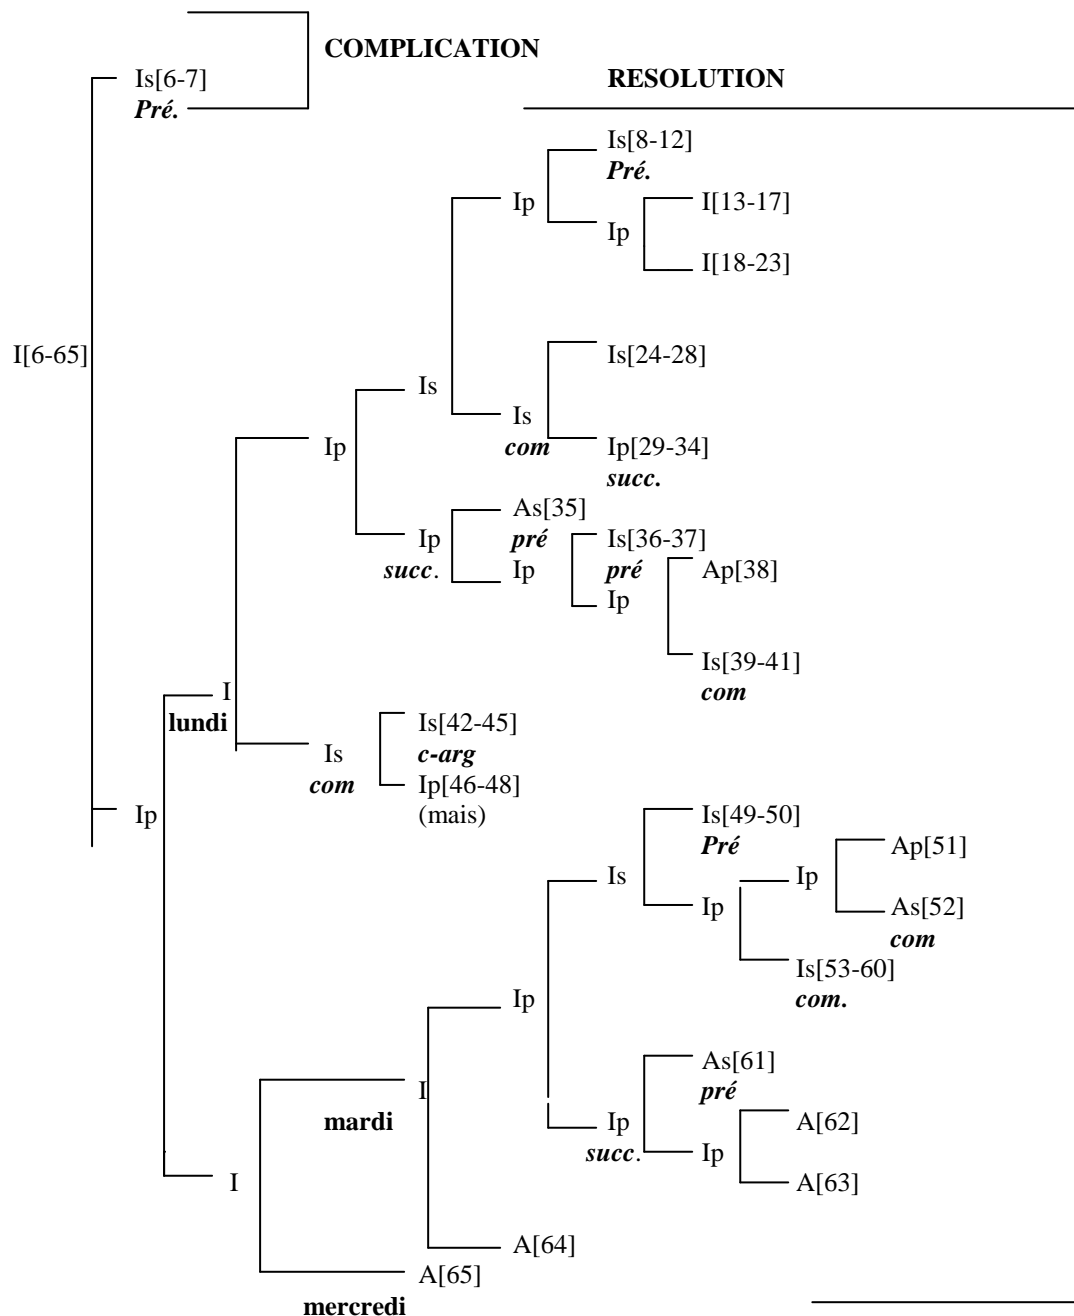 COMPLICATION
Is[6-7]
Pré.
RESOLUTION
Is[8-12]
Pré.
Ip
I[13-17]
Ip
I[18-23]
I[6-65]
Is[24-28]
Is
Is
com
Ip
Ip[29-34]
succ.
As[35]
pré
Ip
succ.
Is[36-37]
pré
Ip
Ap[38]
Ip
Is[39-41]
com
I
lundi
Is[42-45]
c-arg
Is
com
Ip[46-48]
(mais)
Ip
Is[49-50]
Pré
Ap[51]
Is
Ip
Ip
As[52]
com
Is[53-60]
com.
Ip
As[61]
pré
I
mardi
Ip
succ.
A[62]
Ip
I
A[63]
A[64]
A[65]
mercredi